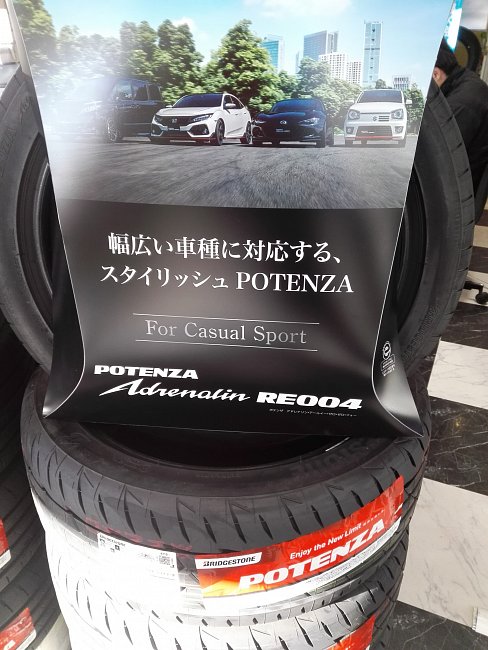 幅広い車種に対応する、
スタイリッシュ POTENZA
For Casual Sport
POTENZA
Adrenalin RE004
BRIDGESTONE
Enjoy the New Limit
POTENZA